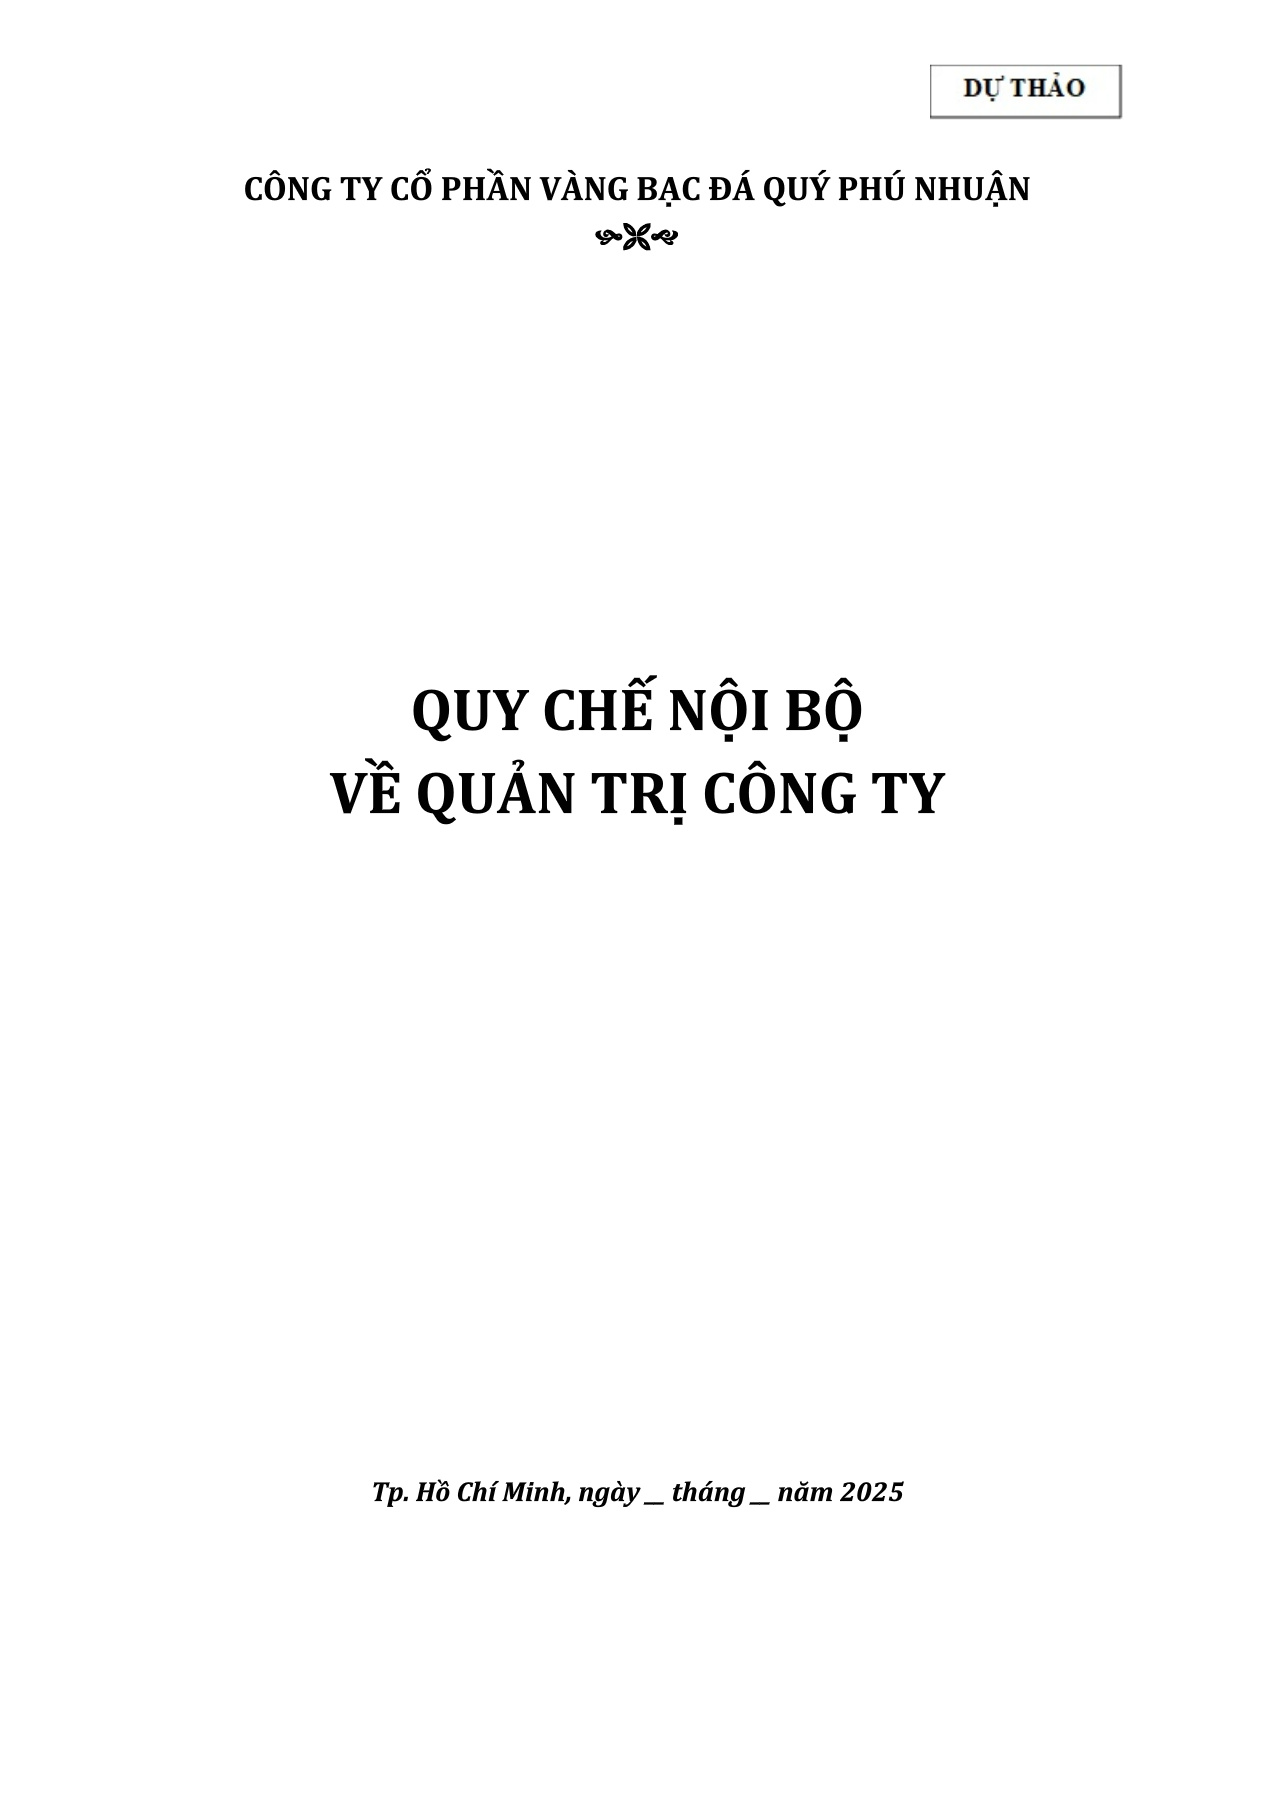 DỰ THẢO
CÔNG TY CỔ PHẦN VÀNG BẠC ĐÁ QUÝ PHÚ NHUẬN
QUY CHẾ NỘI BỘ
VỀ QUẢN TRỊ CÔNG TY
Tp. Hồ Chí Minh, ngày __ tháng __ năm 2025